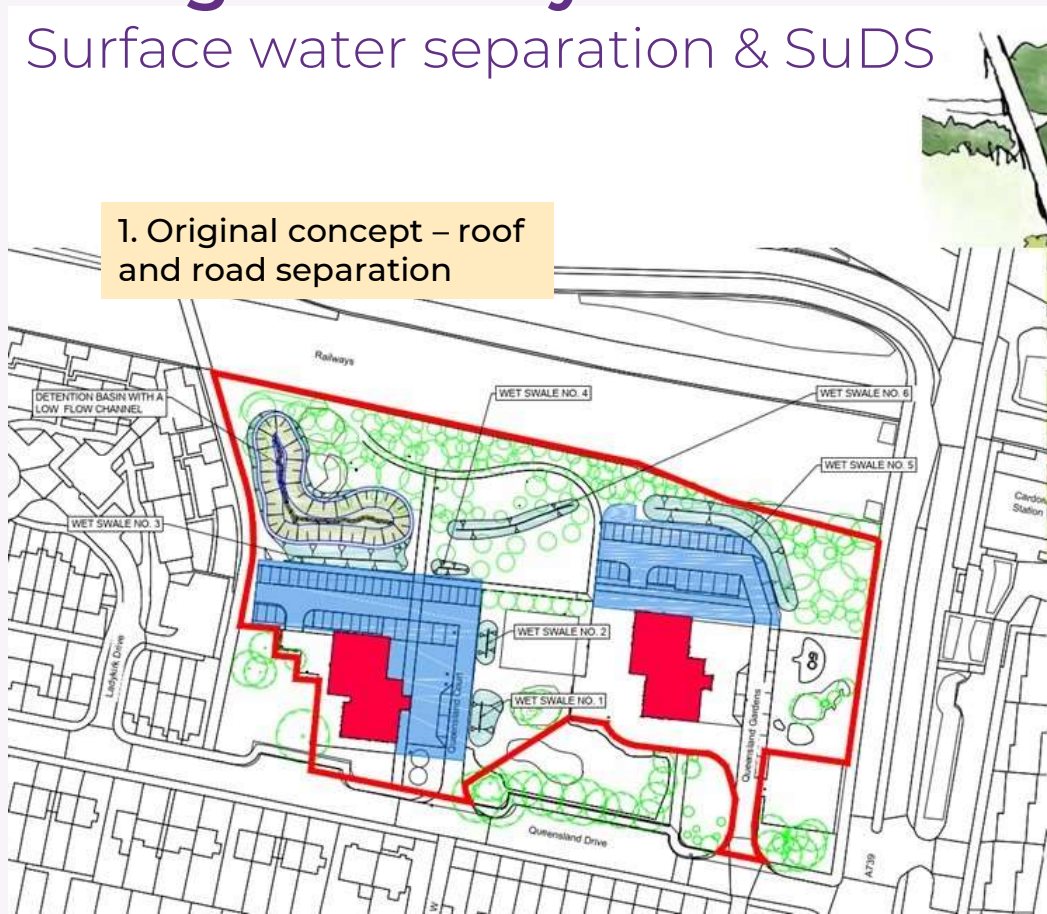 Surface water separation & SuDS
1. Original concept – roof
and road separation
Railways
DETENTION BASIN WITH A
LOW FLOW CHANNEL
WET SWALE NO. 4
WET SWALE NO. 6
WET SWALE NO. 5
Station
WET SWALE NO. 3
WET SWALE NO. 2
WET SWALE NO. 1
Ladykirk Drive
Queensland Court
Queensland Gardens
Queensland Drive
A739
W